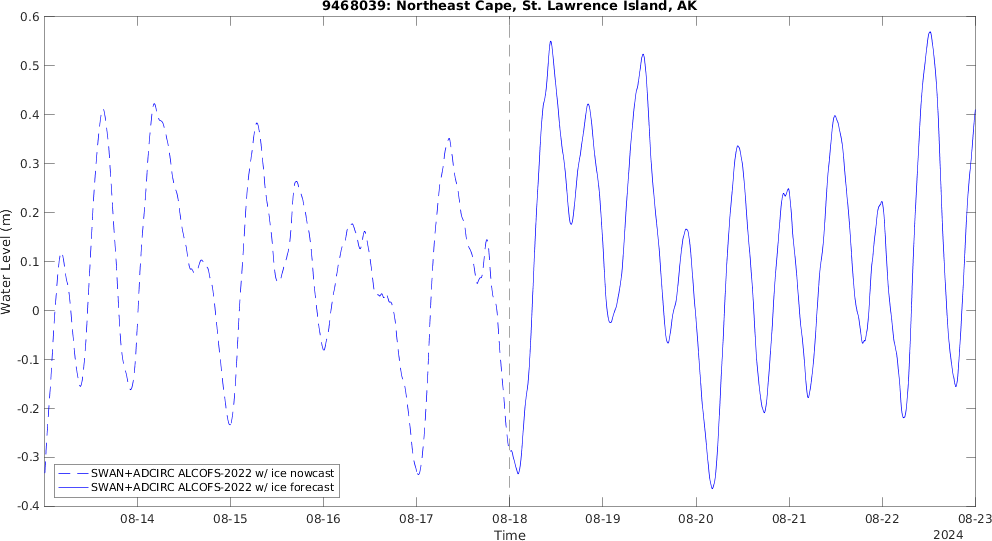 9468039: Northeast Cape, St. Lawrence Island, AK
0.6
0.5
0.4
0.3
0.2
0.1
0
-0.1
-0.2
-0.3
-0.4
Water Level (m)
SWAN+ADCIRC ALCOFS-2022 w/ ice nowcast
SWAN+ADCIRC ALCOFS-2022 w/ ice forecast
08-14 08-15 08-16 08-17 08-18 08-19 08-20 08-21 08-22 08-23
Time
2024